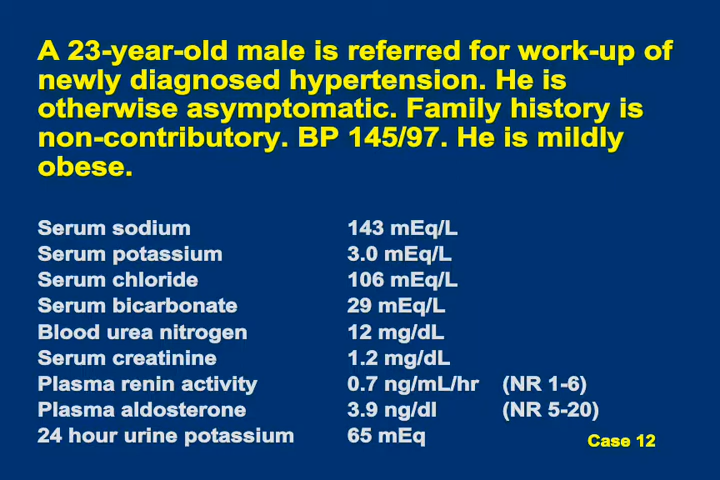 A 23-year-old male is referred for work-up of
newly diagnosed hypertension. He is
otherwise asymptomatic. Family history is
non-contributory. BP 145/97. He is mildly
obese.
Serum sodium 143 mEq/L
Serum potassium 3.0 mEq/L
Serum chloride 106 mEq/L
Serum bicarbonate 29 mEq/L
Blood urea nitrogen 12 mg/dL
Serum creatinine 1.2 mg/dL
Plasma renin activity 0.7 ng/mL/hr (NR 1-6)
Plasma aldosterone 3.9 ng/dl (NR 5-20)
24 hour urine potassium 65 mEq
Case 12